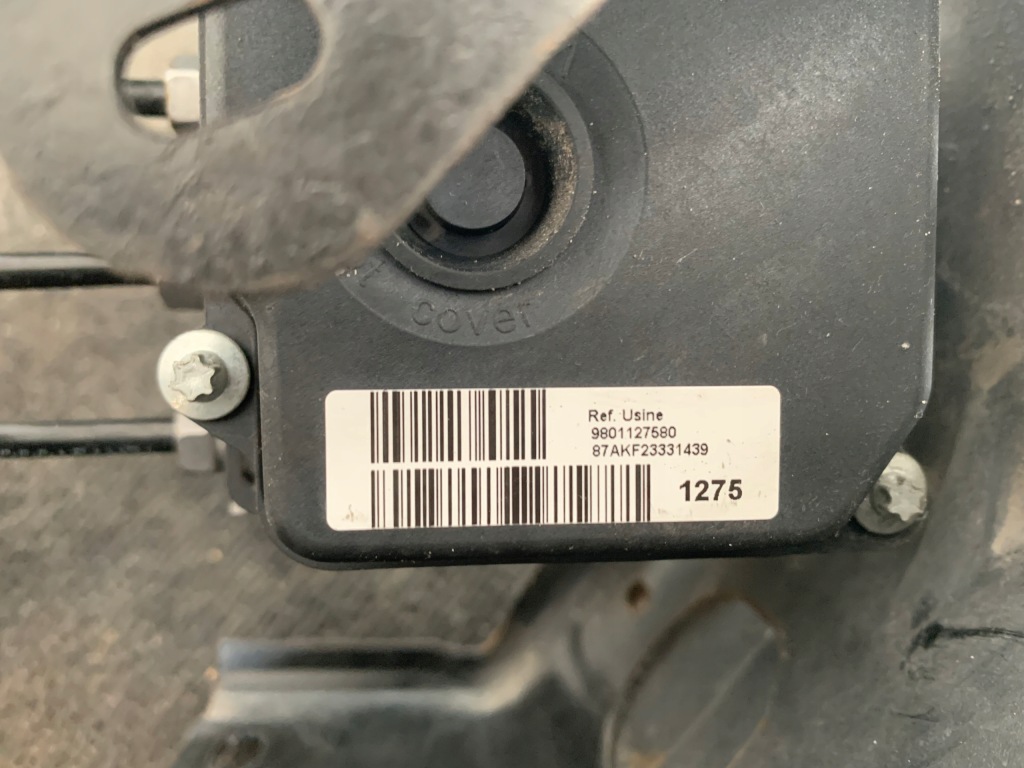 cover
Ref. Usine
9801127580
87AKF23331439
1275